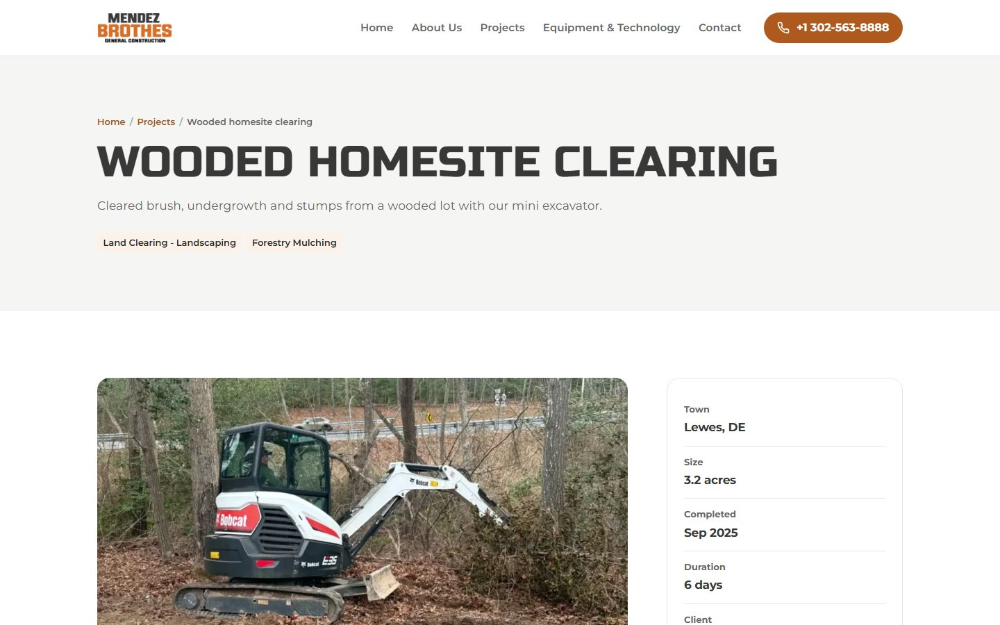 MENDEZ
BROTHES
GENERAL CONSTRUCTION
Home
About Us
Projects
Equipment & Technology
Contact
+1 302-563-8888
Home / Projects / Wooded homesite clearing
WOODED HOMESITE CLEARING
Cleared brush, undergrowth and stumps from a wooded lot with our mini excavator.
Land Clearing - Landscaping
Forestry Mulching
Bobcat
Bobcat
Bobcat E35
Town
Lewes, DE
Size
3.2 acres
Completed
Sep 2025
Duration
6 days
Client